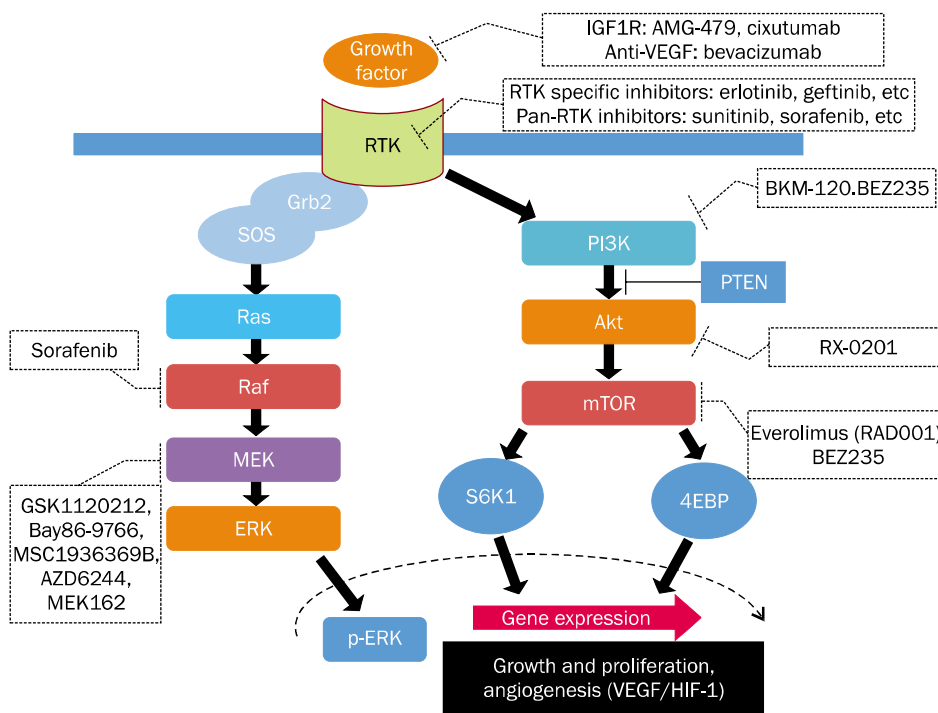 IGF1R: AMG-479, cixutumab
Anti-VEGF: bevacizumab
Growth
factor
RTK specific inhibitors: erlotinib, geftinib, etc
Pan-RTK inhibitors: sunitinib, sorafenib, etc
RTK
Grb2
SOS
BKM-120.BEZ235
PI3K
PTEN
Ras
Akt
Sorafenib
RX-0201
Raf
mTOR
Everolimus (RAD001)
BEZ235
MEK
S6K1
4EBP
GSK1120212,
Bay86-9766,
MSC1936369B,
AZD6244,
MEK162
ERK
p-ERK
Gene expression
Growth and proliferation,
angiogenesis (VEGF/HIF-1)